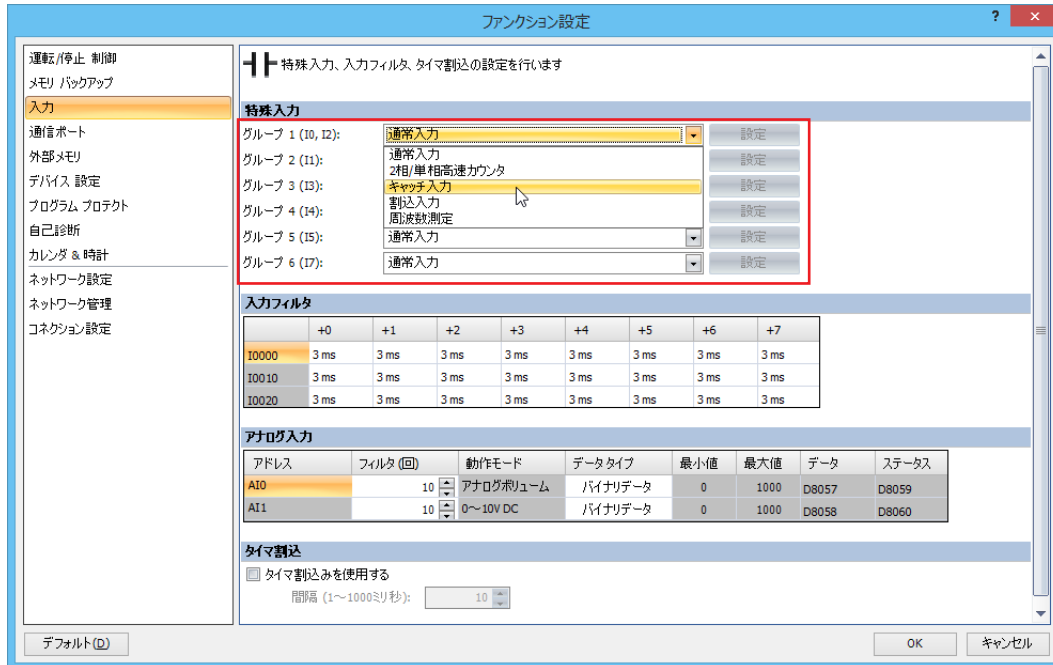 ファンクション設定
?
×
運転/停止 制御
メモリ バックアップ
入力
通信ポート
外部メモリ
デバイス 設定
プログラム プロテクト
自己診断
カレンダ & 時計
ネットワーク設定
ネットワーク管理
コネクション設定
特殊入力、入力フィルタ、タイマ割込の設定を行います
特殊入力
グループ 1 (I0, I2): 通常入力 設定
グループ 2 (I1): 設定
グループ 3 (I3): 設定
グループ 4 (I4): 設定
通常入力
2相/単相高速カウンタ
キャッチ入力
割込入力
周波数測定
グループ 5 (I5): 通常入力 設定
グループ 6 (I7): 通常入力 設定
入力フィルタ
+0 +1 +2 +3 +4 +5 +6 +7
I0000 3 ms 3 ms 3 ms 3 ms 3 ms 3 ms 3 ms 3 ms
I0010 3 ms 3 ms 3 ms 3 ms 3 ms 3 ms 3 ms 3 ms
I0020 3 ms 3 ms 3 ms 3 ms 3 ms 3 ms 3 ms 3 ms
アナログ入力
アドレス フィルタ (回) 動作モード データ タイプ 最小値 最大値 データ ステータス
AI0 10 アナログボリューム バイナリデータ 0 1000 D8057 D8059
AI1 10 0～10V DC バイナリデータ 0 1000 D8058 D8060
タイマ割込
タイマ割込みを使用する
間隔 (1～1000ミリ秒): 10
デフォルト(D) OK キャンセル